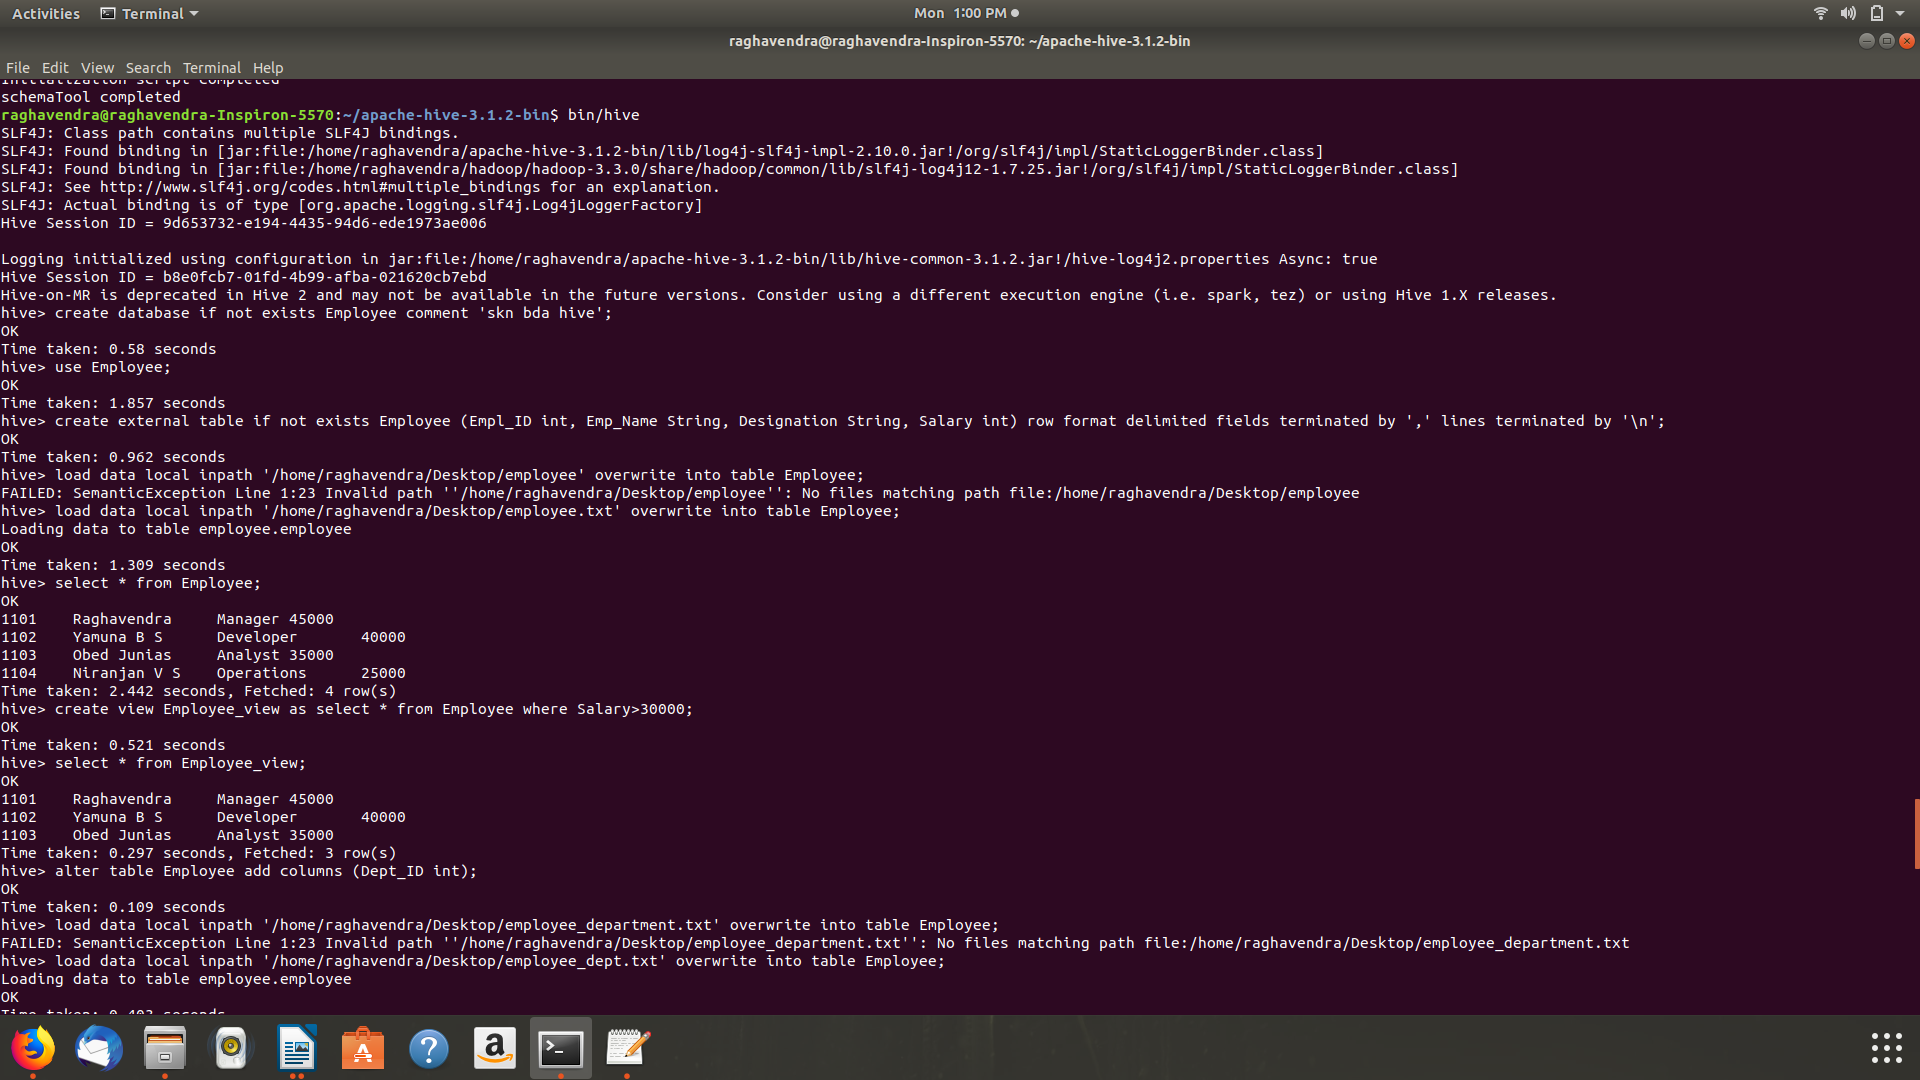 Activities Terminal Mon 1:00 PM
raghavendra@raghavendra-Inspiron-5570: ~/apache-hive-3.1.2-bin
File Edit View Search Terminal Help
Initialization script completed
schemaTool completed
raghavendra@raghavendra-Inspiron-5570:~/apache-hive-3.1.2-bin$ bin/hive
SLF4J: Class path contains multiple SLF4J bindings.
SLF4J: Found binding in [jar:file:/home/raghavendra/apache-hive-3.1.2-bin/lib/log4j-slf4j-impl-2.10.0.jar!/org/slf4j/impl/StaticLoggerBinder.class]
SLF4J: Found binding in [jar:file:/home/raghavendra/hadoop/hadoop-3.3.0/share/hadoop/common/lib/slf4j-log4j12-1.7.25.jar!/org/slf4j/impl/StaticLoggerBinder.class]
SLF4J: See http://www.slf4j.org/codes.html#multiple_bindings for an explanation.
SLF4J: Actual binding is of type [org.apache.logging.slf4j.Log4jLoggerFactory]
Hive Session ID = 9d653732-e194-4435-94d6-ede1973ae006
Logging initialized using configuration in jar:file:/home/raghavendra/apache-hive-3.1.2-bin/lib/hive-common-3.1.2.jar!/hive-log4j2.properties Async: true
Hive Session ID = b8e0fcb7-01fd-4b99-afba-021620cb7ebd
Hive-on-MR is deprecated in Hive 2 and may not be available in the future versions. Consider using a different execution engine (i.e. spark, tez) or using Hive 1.X releases.
hive> create database if not exists Employee comment 'skn bda hive';
OK
Time taken: 0.58 seconds
hive> use Employee;
OK
Time taken: 1.857 seconds
hive> create external table if not exists Employee (Empl_ID int, Emp_Name String, Designation String, Salary int) row format delimited fields terminated by ',' lines terminated by '\n';
OK
Time taken: 0.962 seconds
hive> load data local inpath '/home/raghavendra/Desktop/employee' overwrite into table Employee;
FAILED: SemanticException Line 1:23 Invalid path ''/home/raghavendra/Desktop/employee'': No files matching path file:/home/raghavendra/Desktop/employee
hive> load data local inpath '/home/raghavendra/Desktop/employee.txt' overwrite into table Employee;
Loading data to table employee.employee
OK
Time taken: 1.309 seconds
hive> select * from Employee;
OK
1101 Raghavendra Manager 45000
1102 Yamuna B S Developer 40000
1103 Obed Junias Analyst 35000
1104 Niranjan V S Operations 25000
Time taken: 2.442 seconds, Fetched: 4 row(s)
hive> create view Employee_view as select * from Employee where Salary>30000;
OK
Time taken: 0.521 seconds
hive> select * from Employee_view;
OK
1101 Raghavendra Manager 45000
1102 Yamuna B S Developer 40000
1103 Obed Junias Analyst 35000
Time taken: 0.297 seconds, Fetched: 3 row(s)
hive> alter table Employee add columns (Dept_ID int);
OK
Time taken: 0.109 seconds
hive> load data local inpath '/home/raghavendra/Desktop/employee_department.txt' overwrite into table Employee;
FAILED: SemanticException Line 1:23 Invalid path ''/home/raghavendra/Desktop/employee_department.txt'': No files matching path file:/home/raghavendra/Desktop/employee_department.txt
hive> load data local inpath '/home/raghavendra/Desktop/employee_dept.txt' overwrite into table Employee;
Loading data to table employee.employee
OK
Time taken: 0.403 seconds